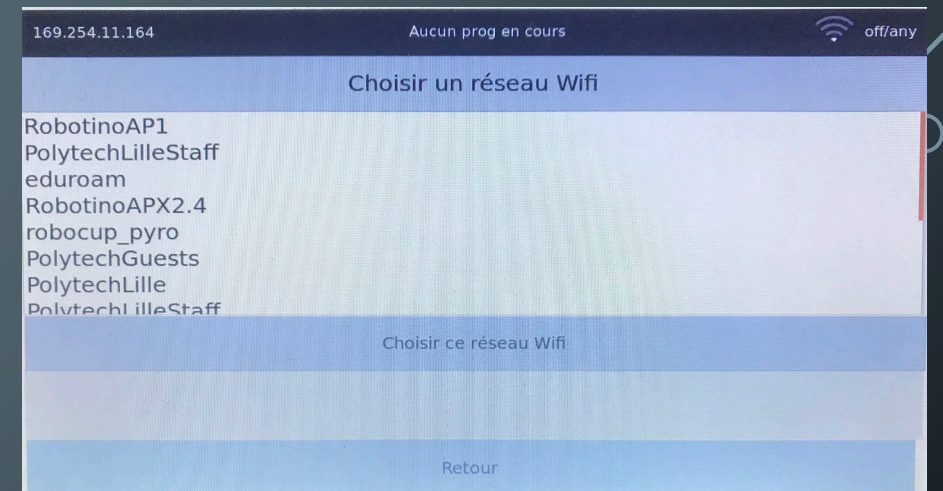 169.254.11.164 Aucun prog en cours off/any
Choisir un réseau Wifi
RobotinoAP1
PolytechLilleStaff
eduroam
RobotinoAPX2.4
robocup_pyro
PolytechGuests
PolytechLille
PolytechLilleStaff
Choisir ce réseau Wifi
Retour